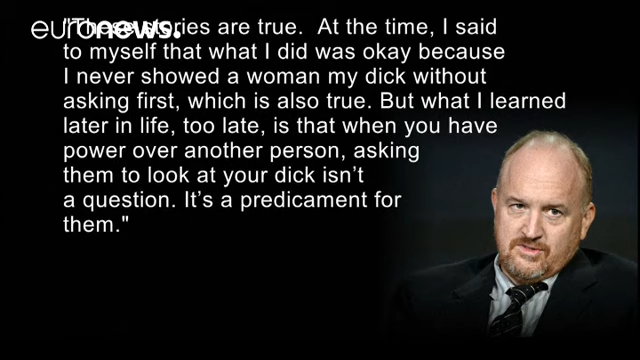 euronews.
"These stories are true.  At the time, I said
to myself that what I did was okay because
I never showed a woman my dick without
asking first, which is also true. But what I learned
later in life, too late, is that when you have
power over another person, asking
them to look at your dick isn’t
a question. It’s a predicament for
them."